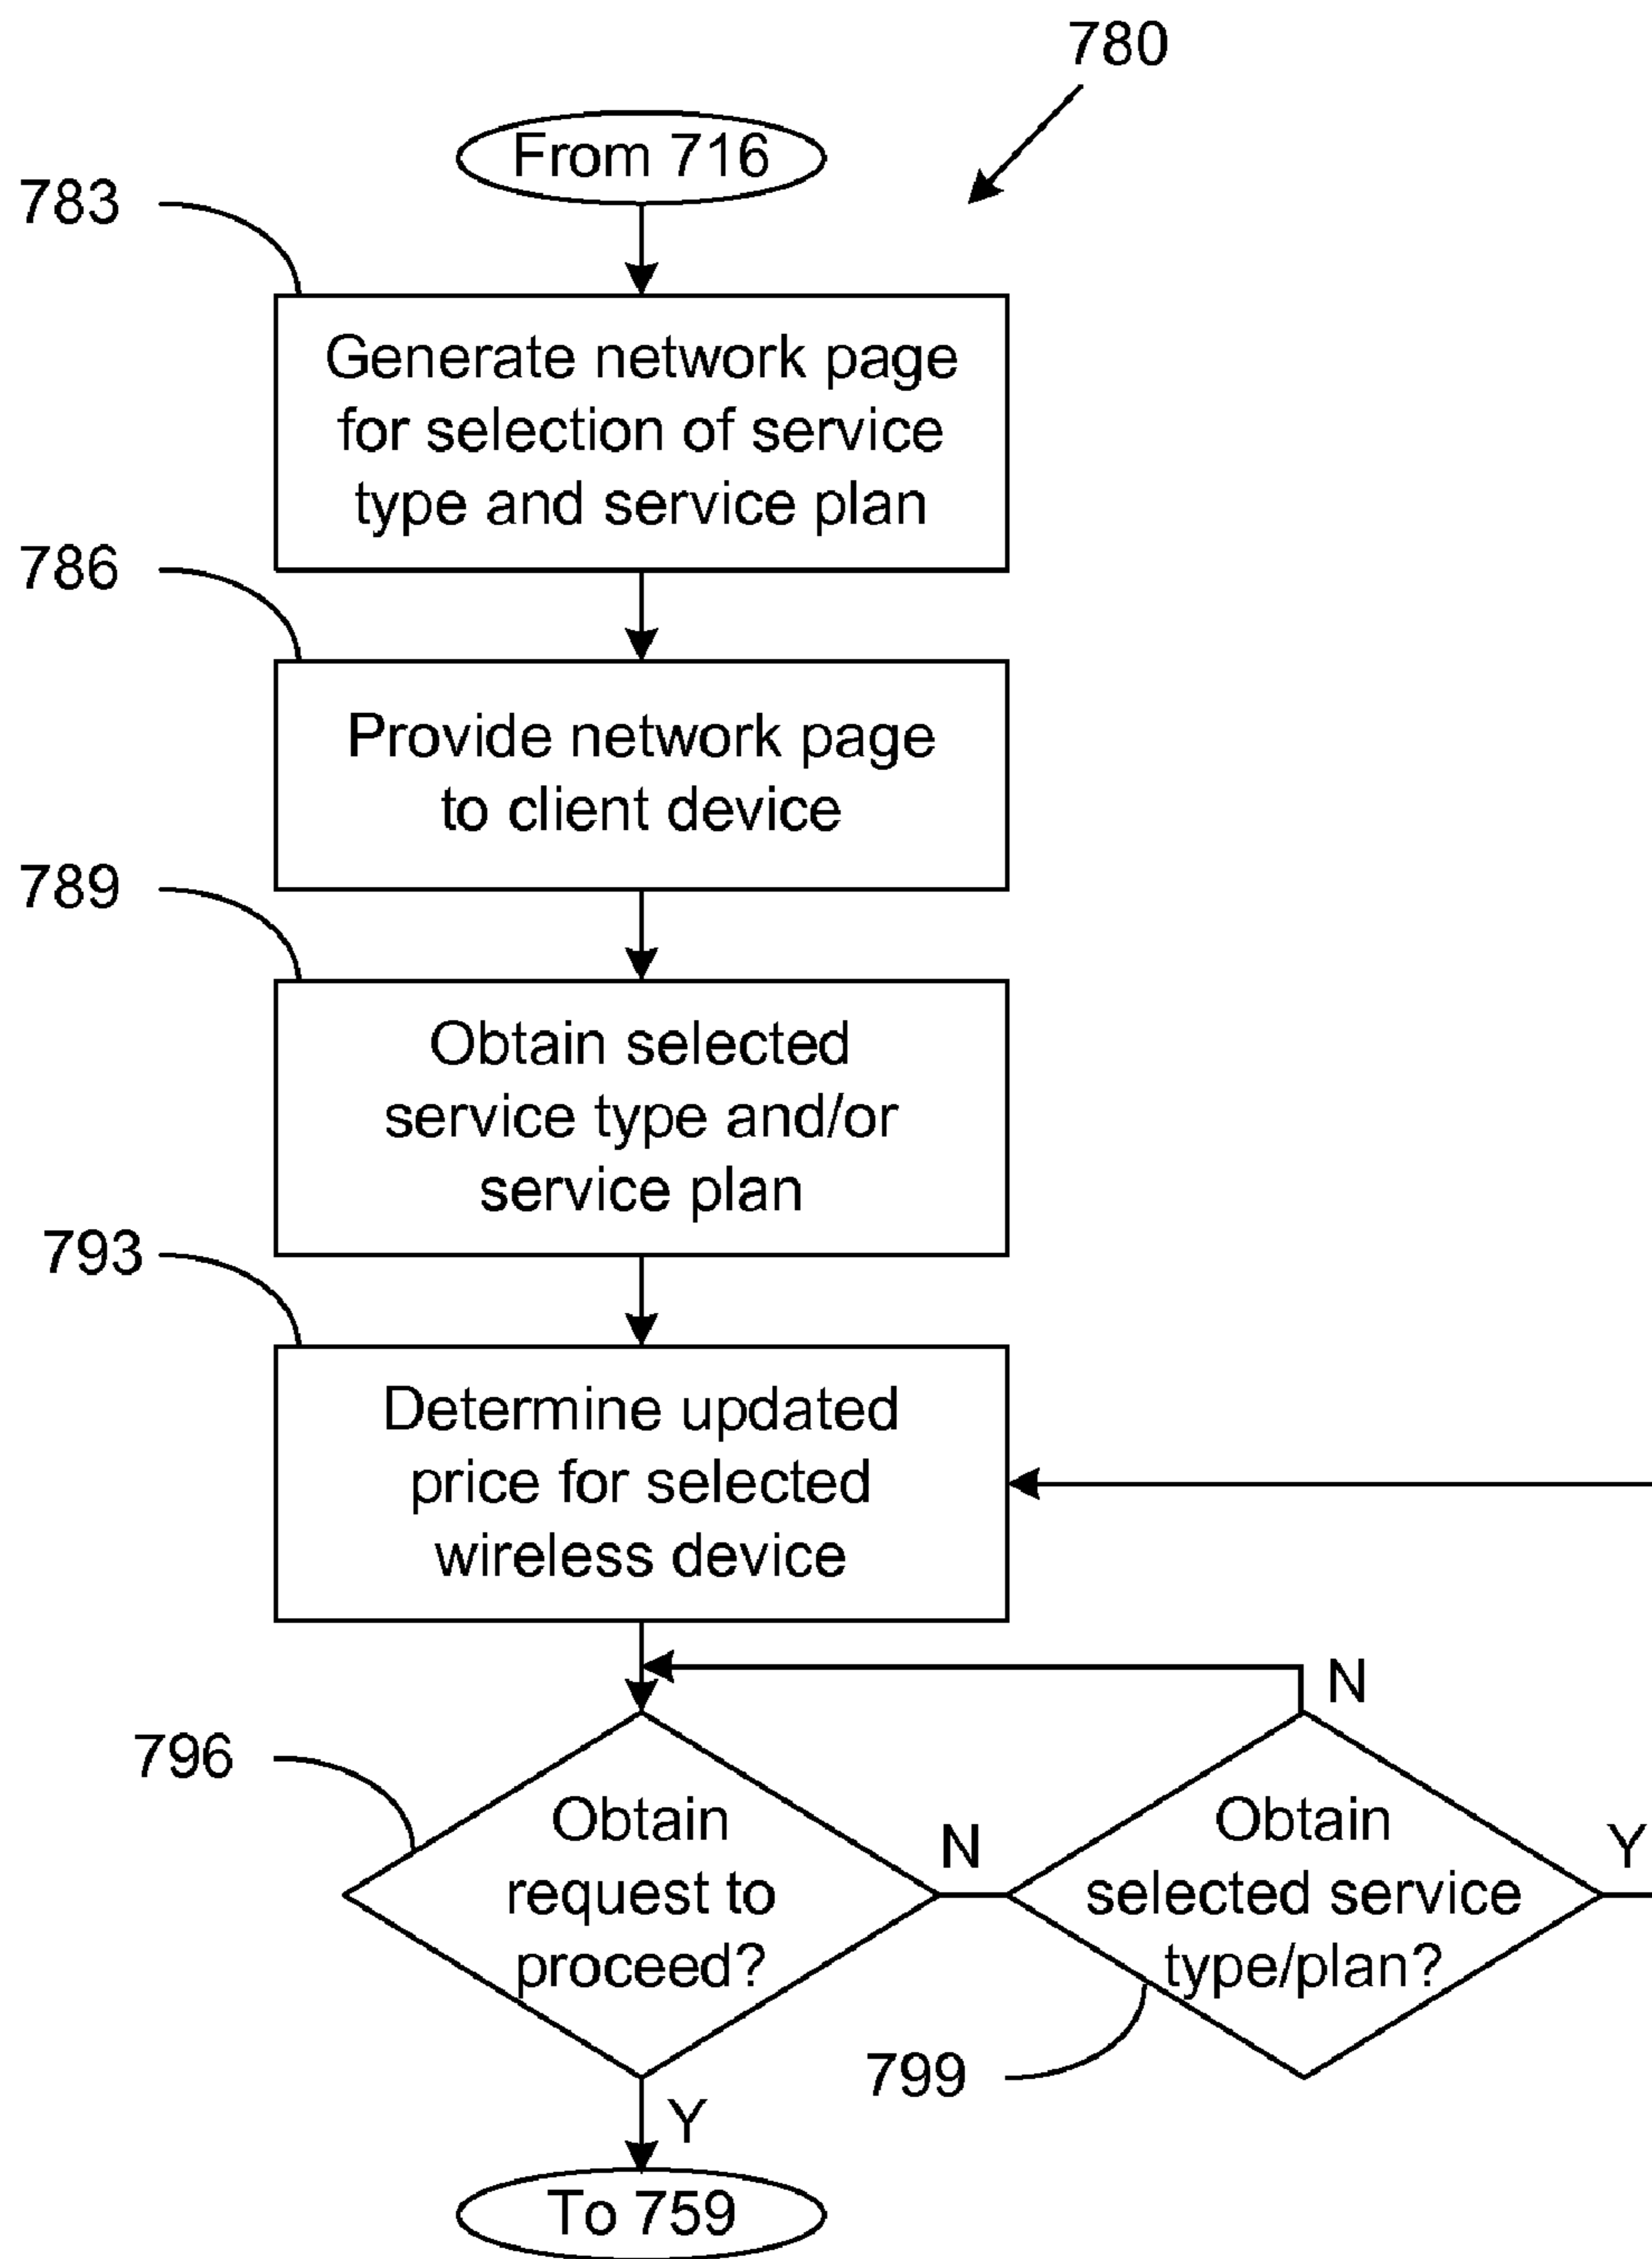 780
From 716
783
Generate network page
for selection of service
type and service plan
786
Provide network page
to client device
789
Obtain selected
service type and/or
service plan
793
Determine updated
price for selected
wireless device
N
796
Obtain
request to
proceed?
N
Obtain
selected service
type/plan?
Y
799
Y
To 759